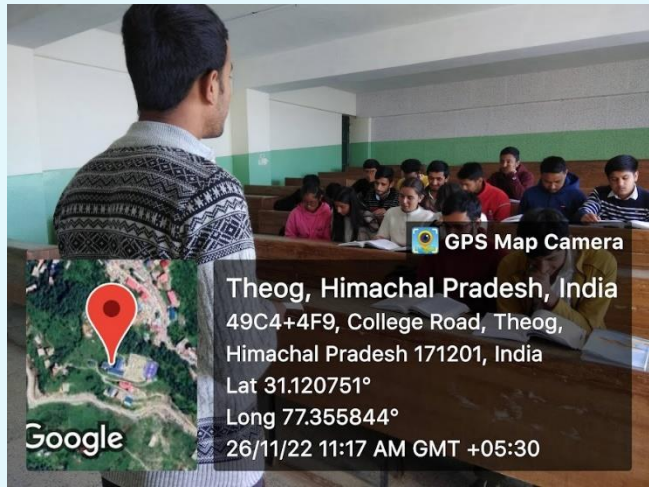 GPS Map Camera
Theog, Himachal Pradesh, India
49C4+4F9, College Road, Theog,
Himachal Pradesh 171201, India
Lat 31.120751°
Long 77.355844°
26/11/22 11:17 AM GMT +05:30
Google